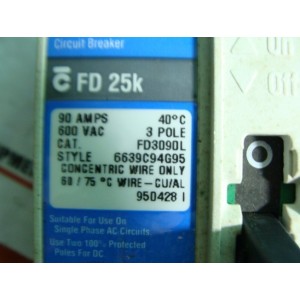 Circuit Breaker
FD 25k
90 AMPS 40°C
600 VAC 3 POLE
CAT. FD3090L
STYLE 6639C94G95
CONCENTRIC WIRE ONLY
60 / 75 °C WIRE-CU/AL
950428 I
Suitable For Use On
Single Phase AC Circuits.
Use Two 100% Protected
Poles For DC.